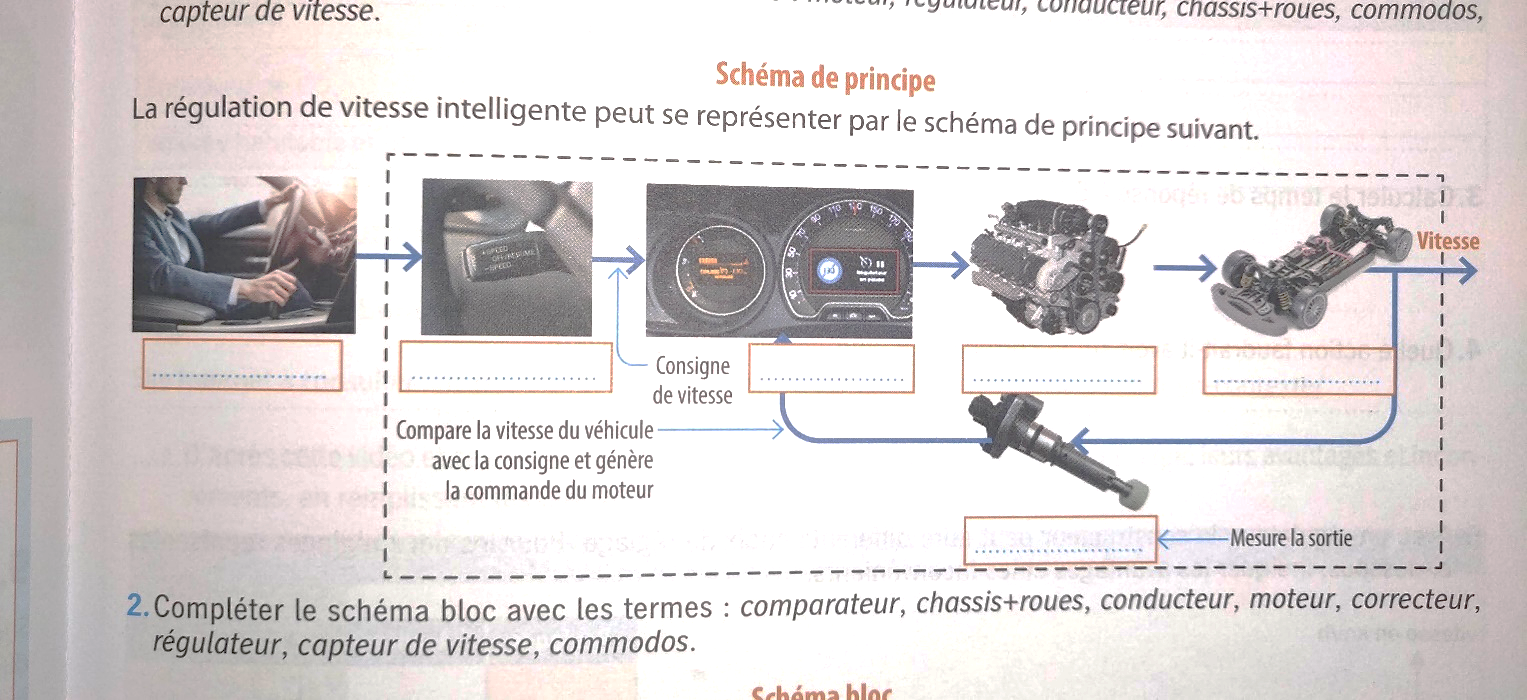 moteur, régulateur, conducteur, chassis+roues, commodos,
capteur de vitesse.
Schéma de principe
La régulation de vitesse intelligente peut se représenter par le schéma de principe suivant.
Vitesse
Consigne
de vitesse
Compare la vitesse du véhicule
avec la consigne et génère
la commande du moteur
Mesure la sortie
2. Compléter le schéma bloc avec les termes : comparateur, chassis+roues, conducteur, moteur, correcteur,
régulateur, capteur de vitesse, commodos.
Schéma bloc